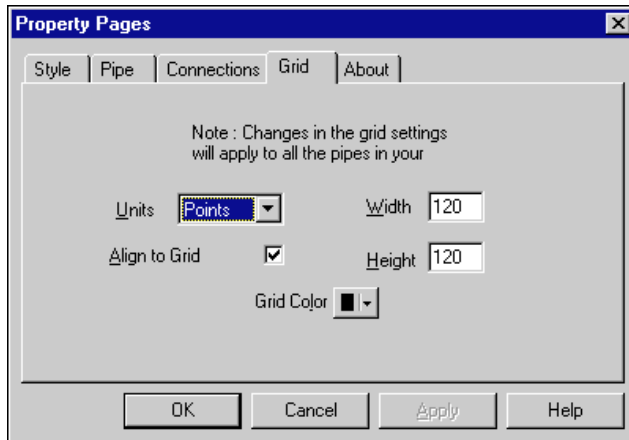 Property Pages
Style Pipe Connections Grid About
Note : Changes in the grid settings
will apply to all the pipes in your
Units Points Width 120
Align to Grid Height 120
Grid Color
OK Cancel Apply Help